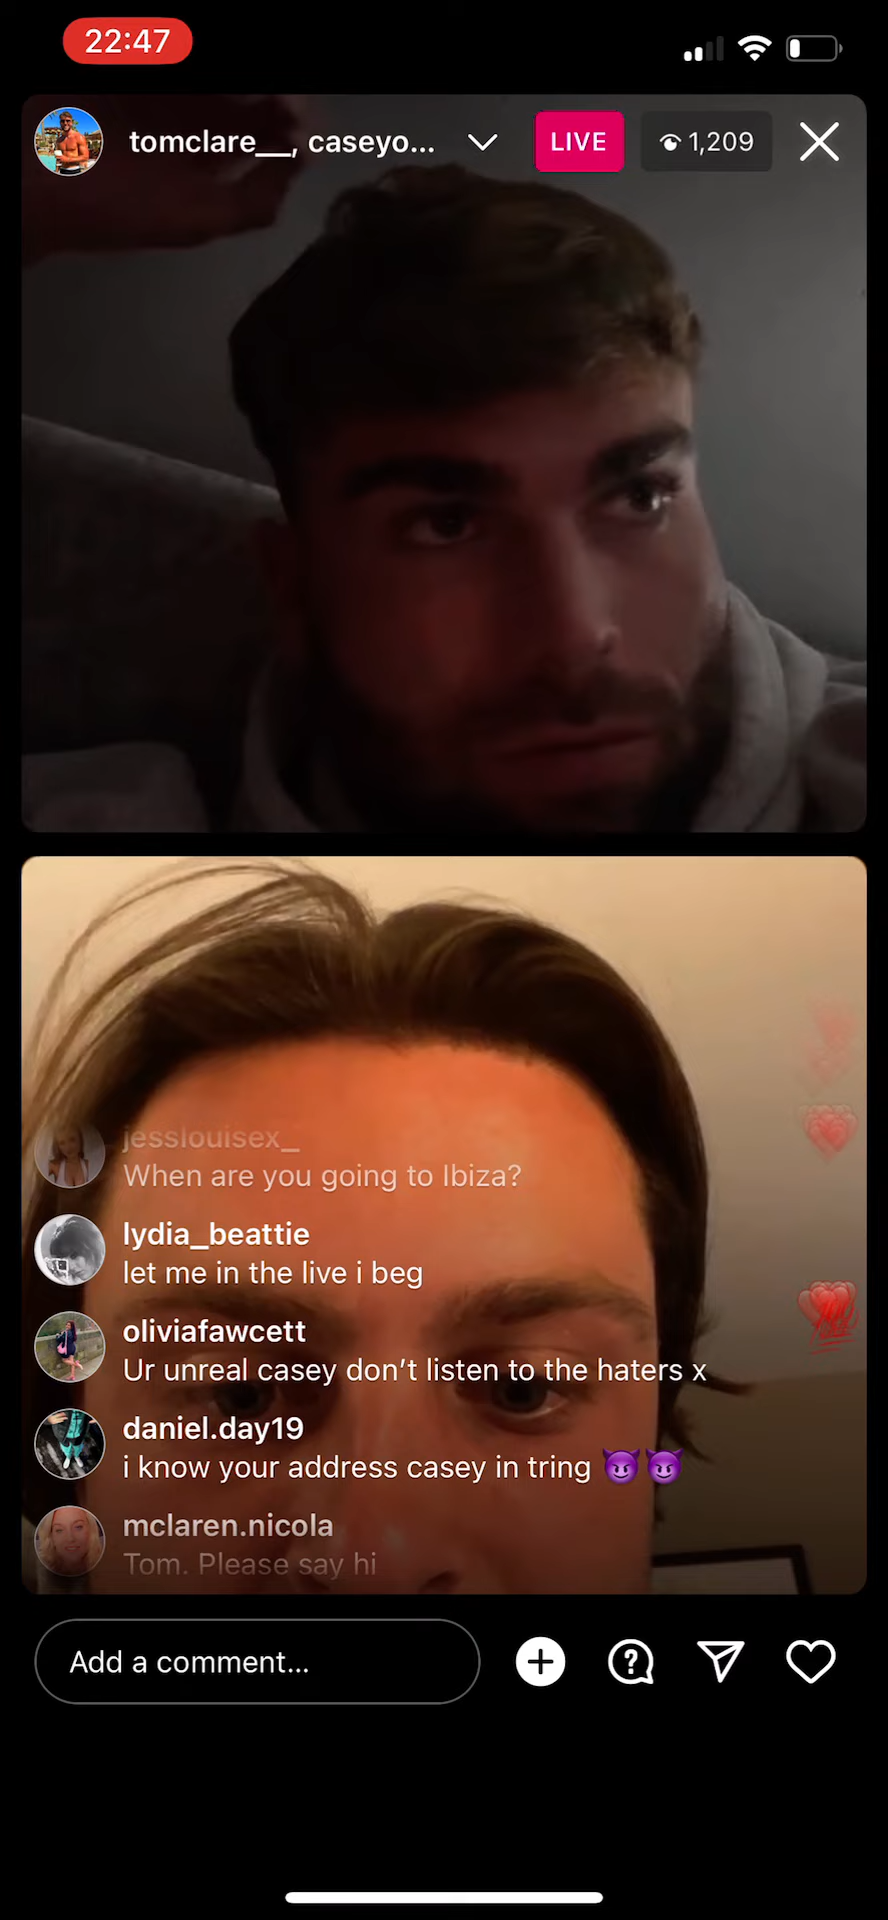 22:47
tomclare__, caseyo...
LIVE
1,209
jesslouisex_
When are you going to Ibiza?
lydia_beattie
let me in the live i beg
oliviafawcett
Ur unreal casey don't listen to the haters x
daniel.day19
i know your address casey in tring 😈😈
mclaren.nicola
Tom. Please say hi
Add a comment...